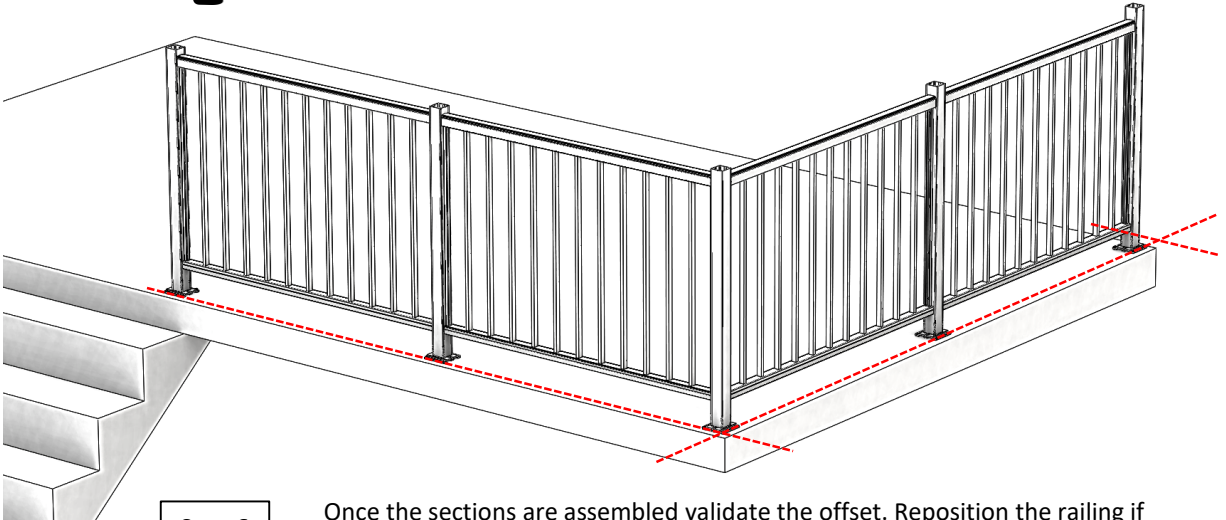 Once the sections are assembled validate the offset. Reposition the railing if